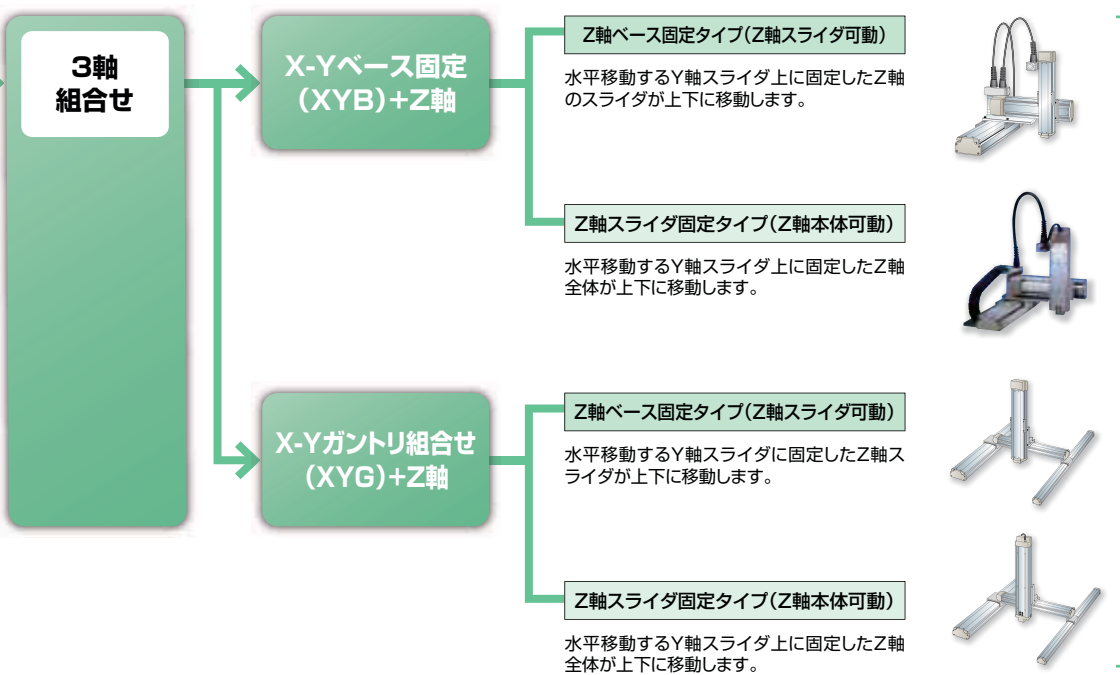 3軸
組合せ
X-Yベース固定
(XYB)+Z軸
Z軸ベース固定タイプ(Z軸スライダ可動)
水平移動するY軸スライダ上に固定したZ軸
のスライダが上下に移動します。
Z軸スライダ固定タイプ(Z軸本体可動)
水平移動するY軸スライダ上に固定したZ軸
全体が上下に移動します。
X-Yガントリ組合せ
(XYG)+Z軸
Z軸ベース固定タイプ(Z軸スライダ可動)
水平移動するY軸スライダに固定したZ軸ス
ライダが上下に移動します。
Z軸スライダ固定タイプ(Z軸本体可動)
水平移動するY軸スライダ上に固定したZ軸
全体が上下に移動します。